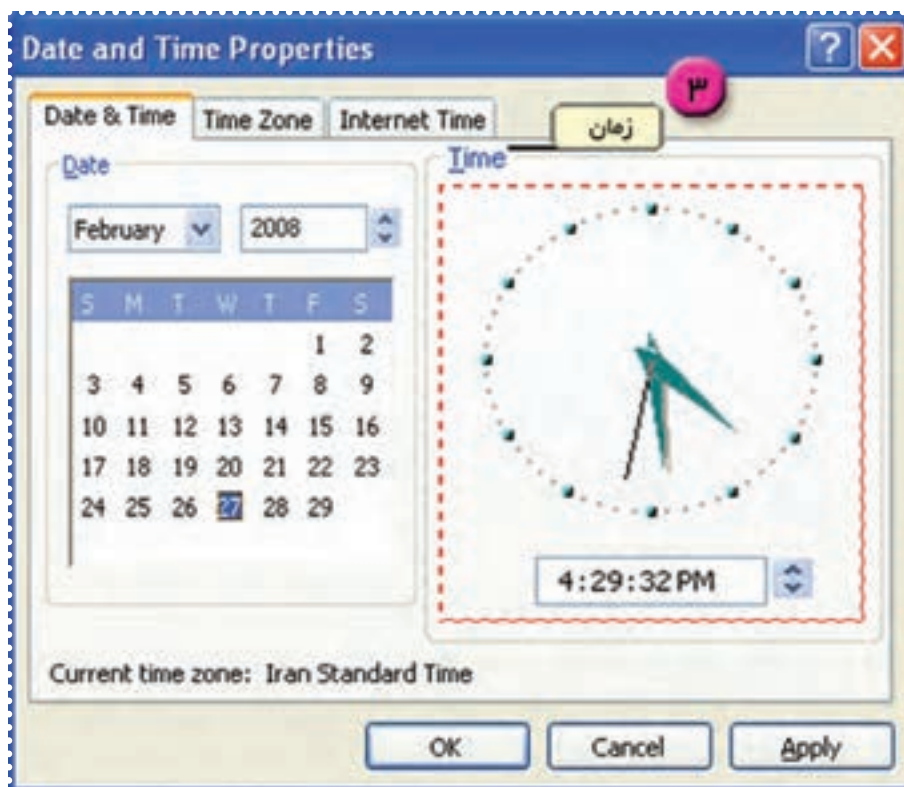 Date and Time Properties
۳
Date & Time Time Zone Internet Time
زمان
Date
Time
February 2008
S M T W T F S
1 2
3 4 5 6 7 8 9
10 11 12 13 14 15 16
17 18 19 20 21 22 23
24 25 26 27 28 29
4:29:32 PM
Current time zone: Iran Standard Time
OK Cancel Apply